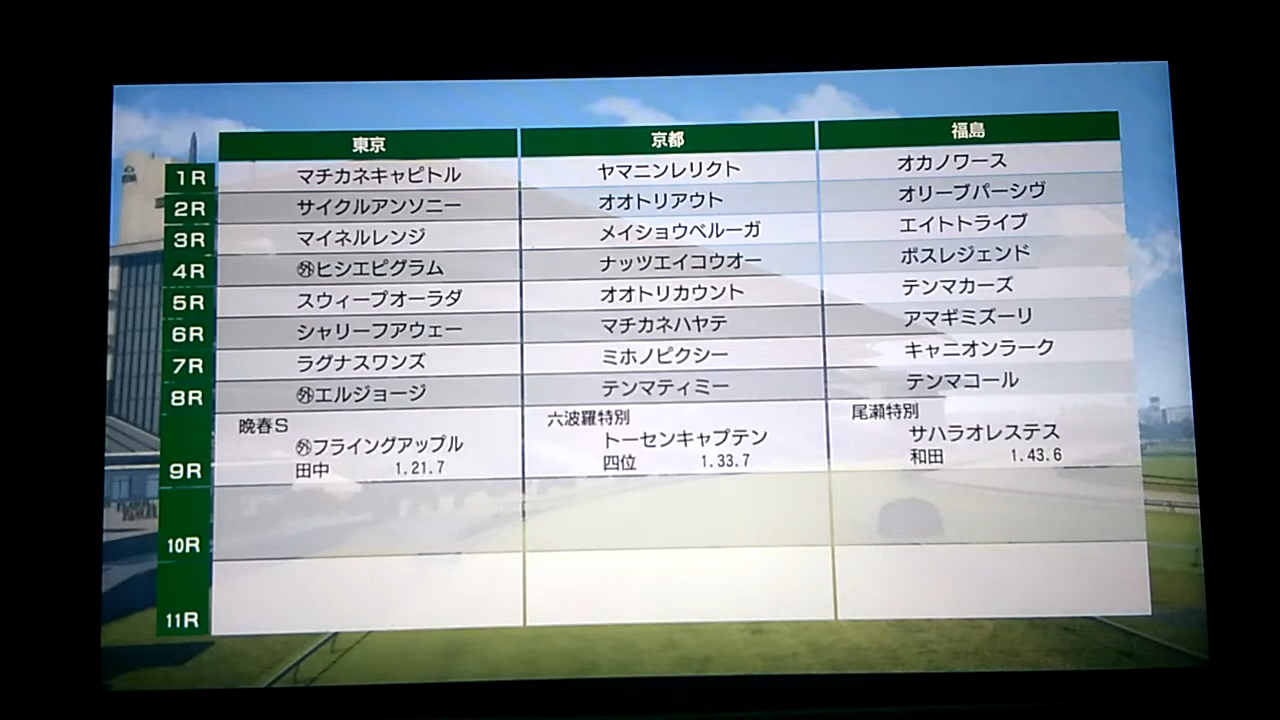 東京 京都 福島
1R マチカネキャピトル ヤマニンレリクト オカノワース
2R サイクルアンソニー オオトリアウト オリーブパーシヴ
3R マイネルレンジ メイショウベルーガ エイトトライブ
4R ㊕ヒシエピグラム ナッツエイコウオー ボスレジェンド
5R スウィープオーラダ オオトリカウント テンマカーズ
6R シャリーフアウェー マチカネハヤテ アマギミズーリ
7R ラグナスワンズ ミホノピクシー キャニオンラーク
8R 外エルジョージ テンマティミー テンマコール
晩春S 六波羅特別 尾瀬特別
外フライングアップル トーセンキャプテン サハラオレステス
9R 田中 1.21.7 四位 1.33.7 和田 1.43.6
10R
11R